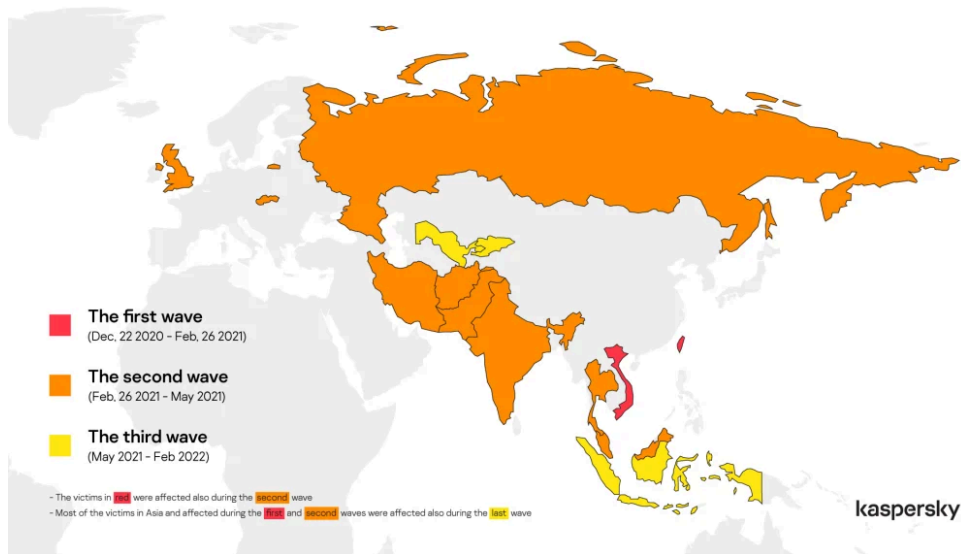 The first wave
(Dec, 22 2020 - Feb, 26 2021)
The second wave
(Feb, 26 2021 - May 2021)
The third wave
(May 2021 - Feb 2022)
- The victims in red were affected also during the second wave
- Most of the victims in Asia and affected during the first and second waves were affected also during the last wave
kaspersky